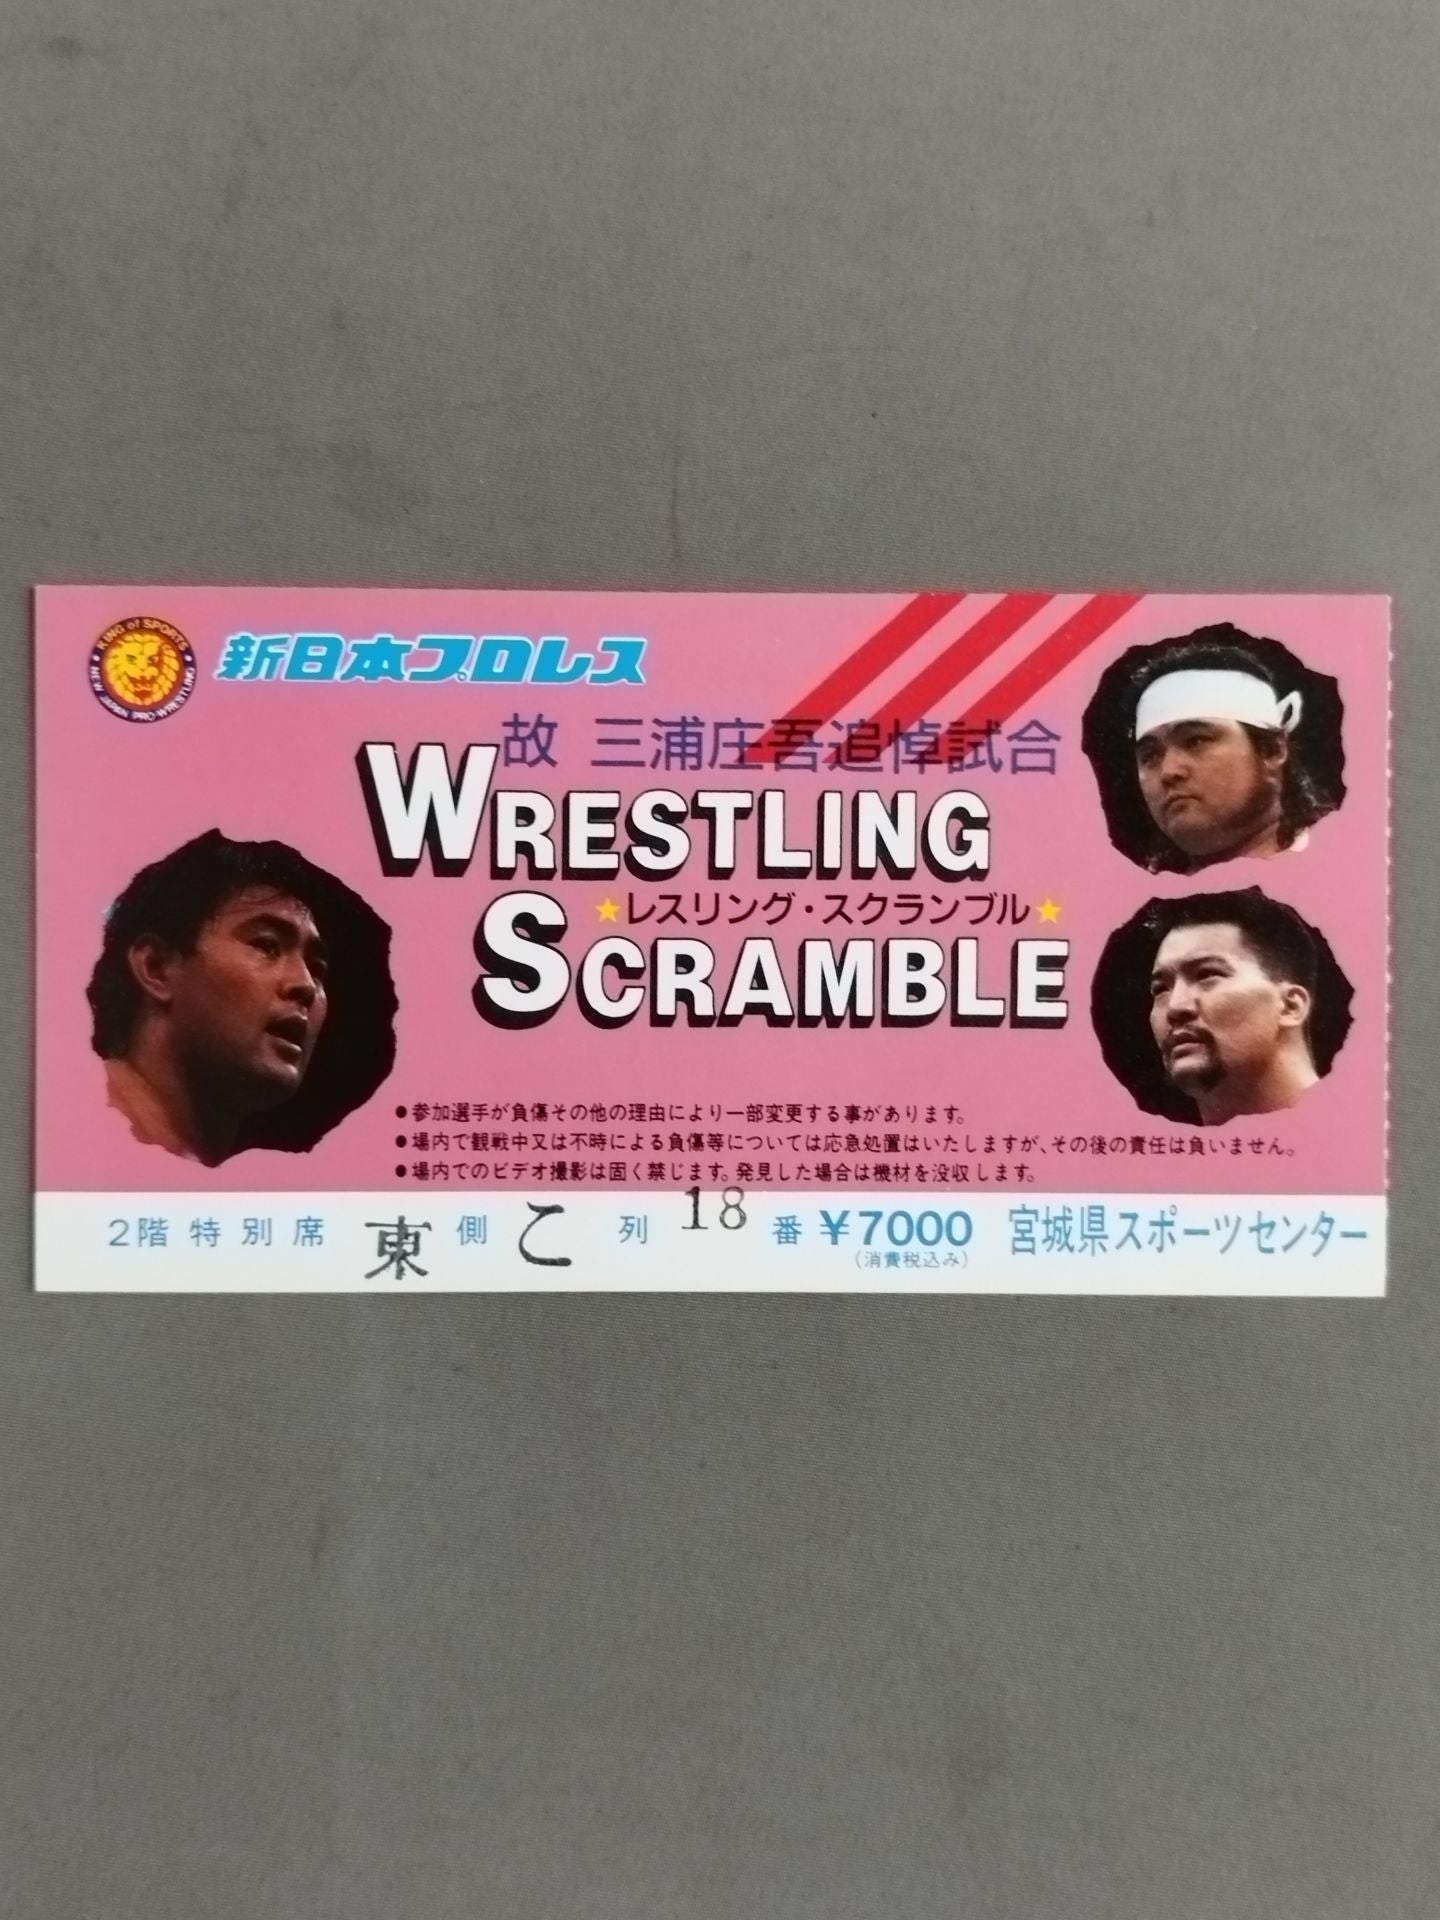 KING of SPORTS
NEW JAPAN PRO-WRESTLING
新日本プロレス
故 三浦庄吾追悼試合
WRESTLING
★レスリング・スクランブル★
SCRAMBLE
●参加選手が負傷その他の理由により一部変更する事があります。
●場内で観戦中又は不時による負傷等については応急処置はいたしますが、その後の責任は負いません。
●場内でのビデオ撮影は固く禁じます。発見した場合は機材を没収します。
2階特別席 東 側 こ 列 18 番 ¥7000 宮城県スポーツセンター
(消費税込み)